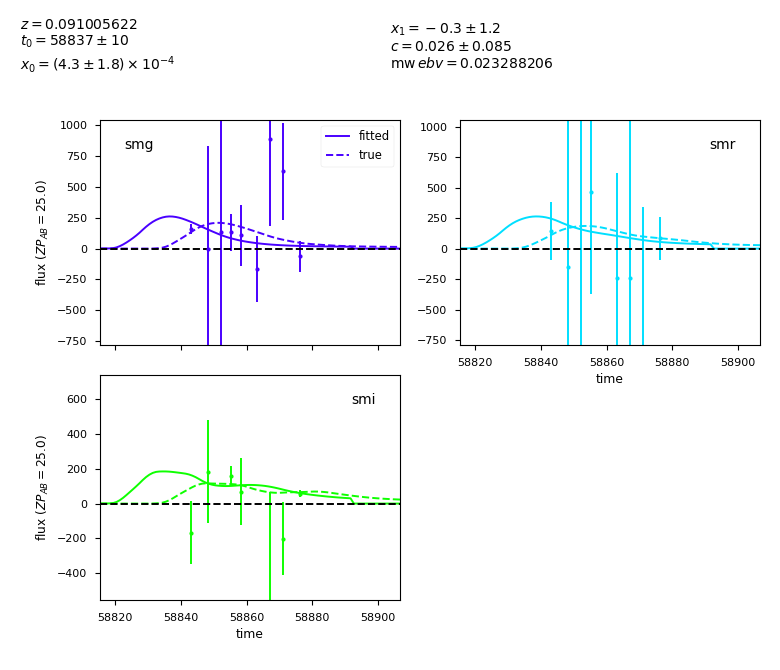 z = 0.091005622
t₀ = 58837 ± 10
x₀ = (4.3 ± 1.8) × 10⁻⁴
x₁ = − 0.3 ± 1.2
c = 0.026 ± 0.085
mw ebv = 0.023288206
smg
fitted
true
1000
750
500
250
0
−250
−500
−750
flux (ZP_AB = 25.0)
smr
1000
750
500
250
0
−250
−500
−750
58820 58840 58860 58880 58900
time
smi
600
400
200
0
−200
−400
flux (ZP_AB = 25.0)
58820 58840 58860 58880 58900
time